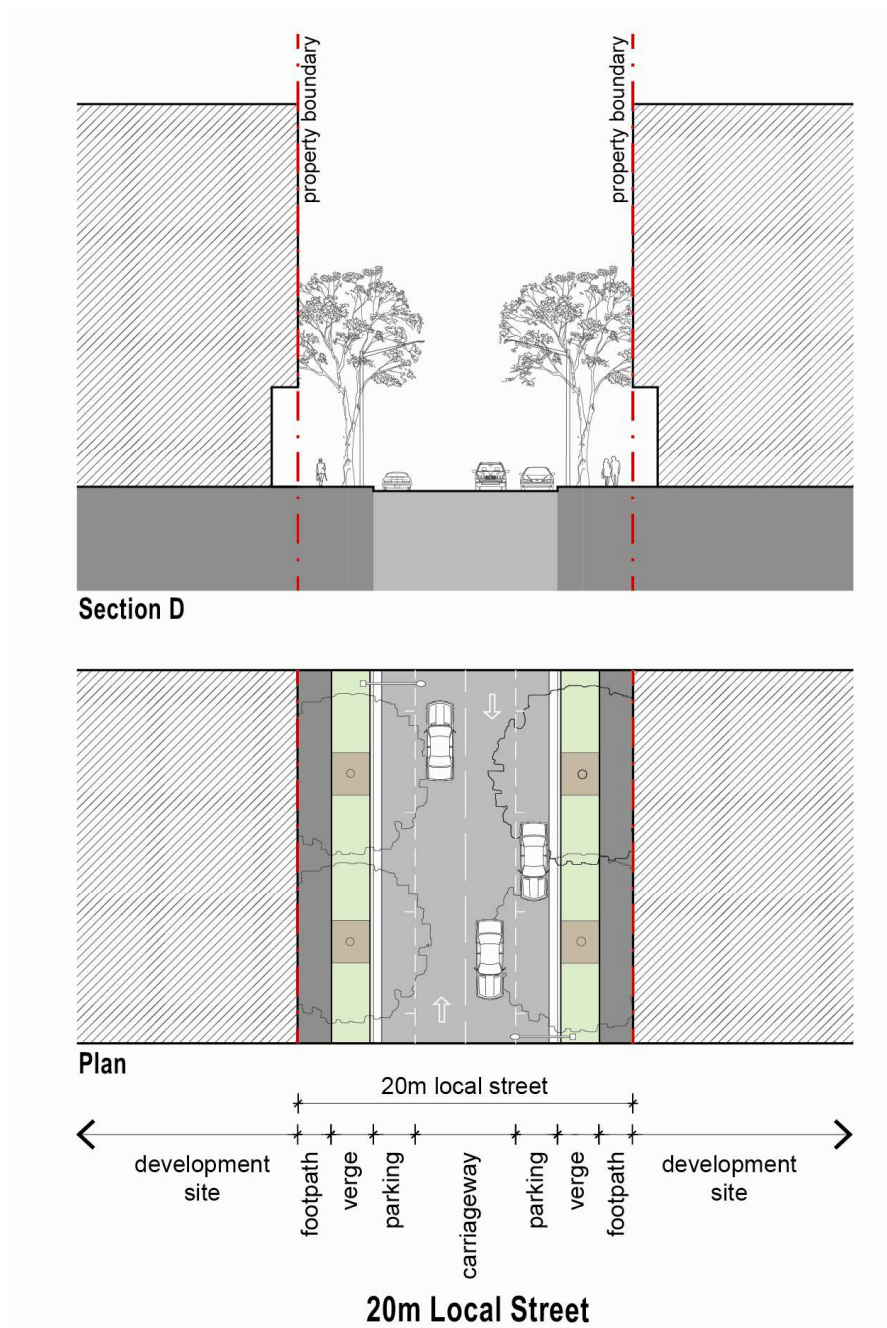 property boundary
property boundary
Section D
Plan
20m local street
development
site
footpath
verge
parking
carriageway
parking
verge
footpath
development
site
20m Local Street